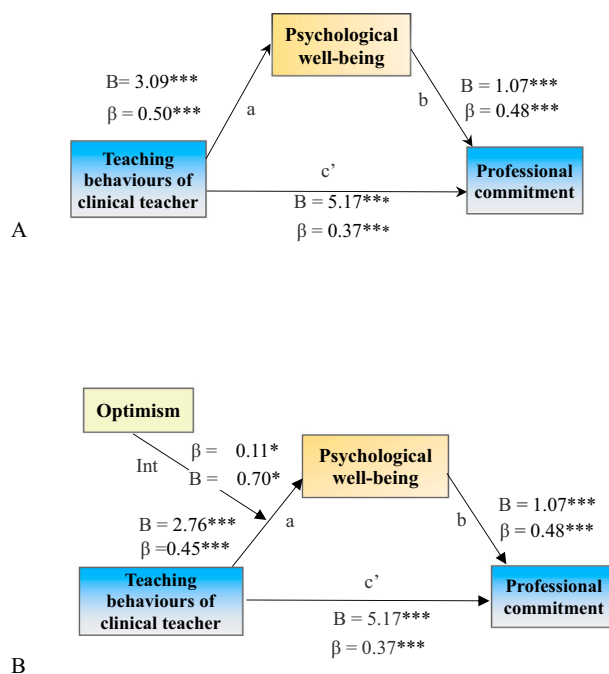 Psychological
well-being
B= 3.09***
β = 0.50***
a
b
B = 1.07***
β = 0.48***
Teaching
behaviours of
clinical teacher
c’
Professional
commitment
B = 5.17***
β = 0.37***
A
Optimism
β = 0.11*
Int
B = 0.70*
Psychological
well-being
B = 2.76***
β =0.45***
a
b
B = 1.07***
β = 0.48***
Teaching
behaviours of
clinical teacher
c’
Professional
commitment
B = 5.17***
β = 0.37***
B